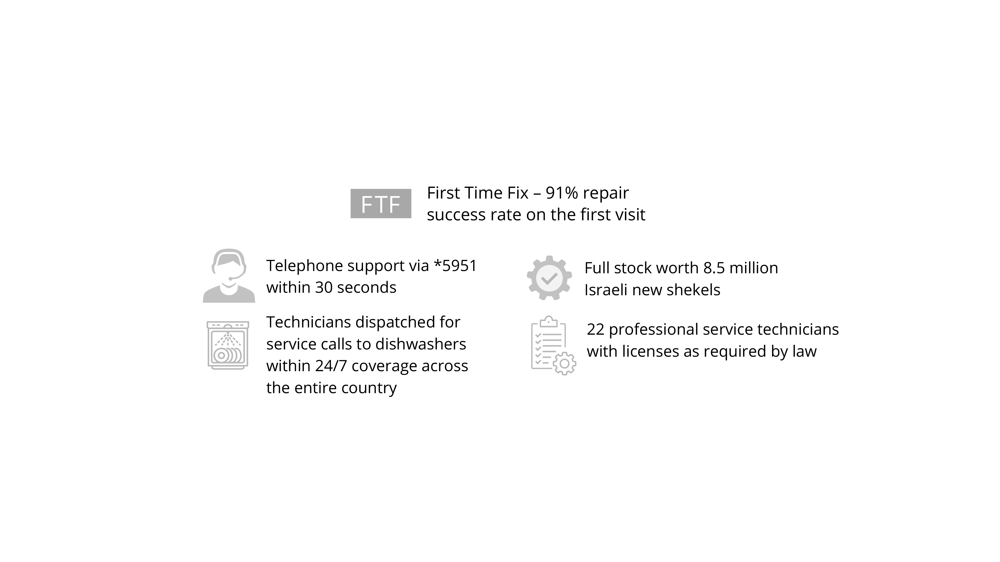 FTF
First Time Fix – 91% repair
success rate on the first visit
Telephone support via *5951
within 30 seconds
Full stock worth 8.5 million
Israeli new shekels
Technicians dispatched for
service calls to dishwashers
within 24/7 coverage across
the entire country
22 professional service technicians
with licenses as required by law